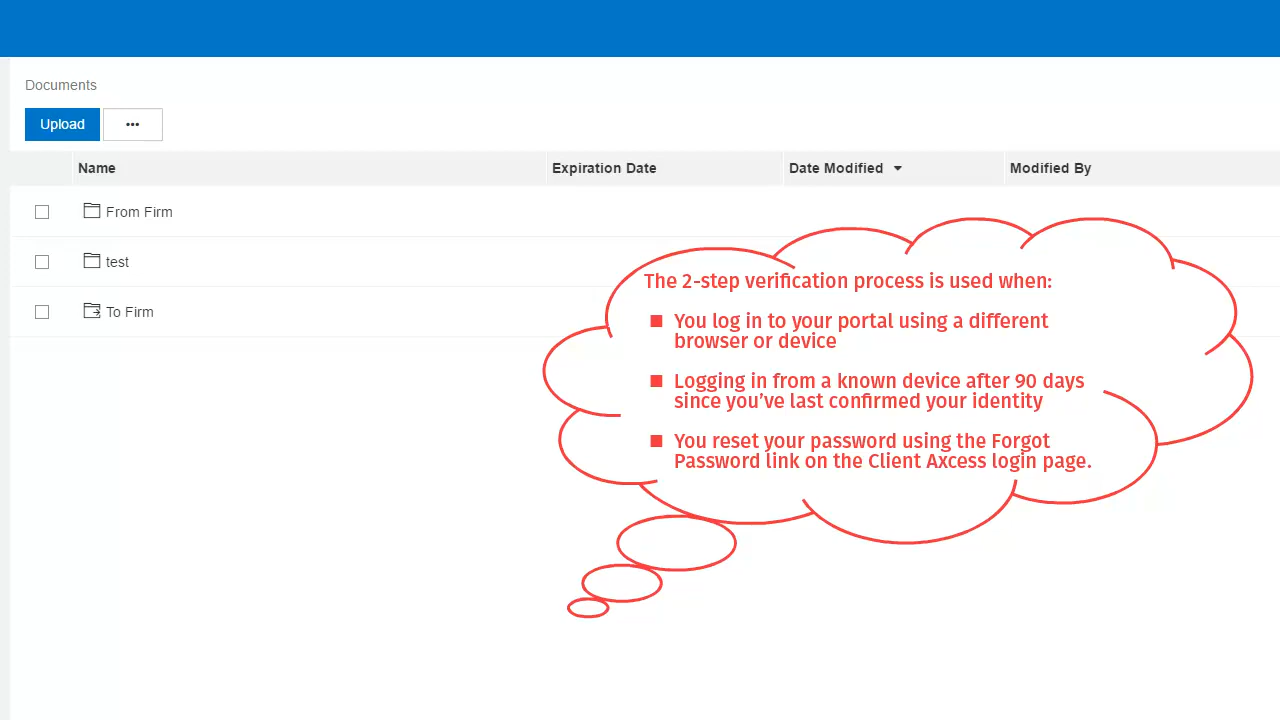 Documents
Upload
•••
Name Expiration Date Date Modified Modified By
From Firm
test
To Firm
The 2-step verification process is used when:
■ You log in to your portal using a different
browser or device
■ Logging in from a known device after 90 days
since you’ve last confirmed your identity
■ You reset your password using the Forgot
Password link on the Client Axcess login page.